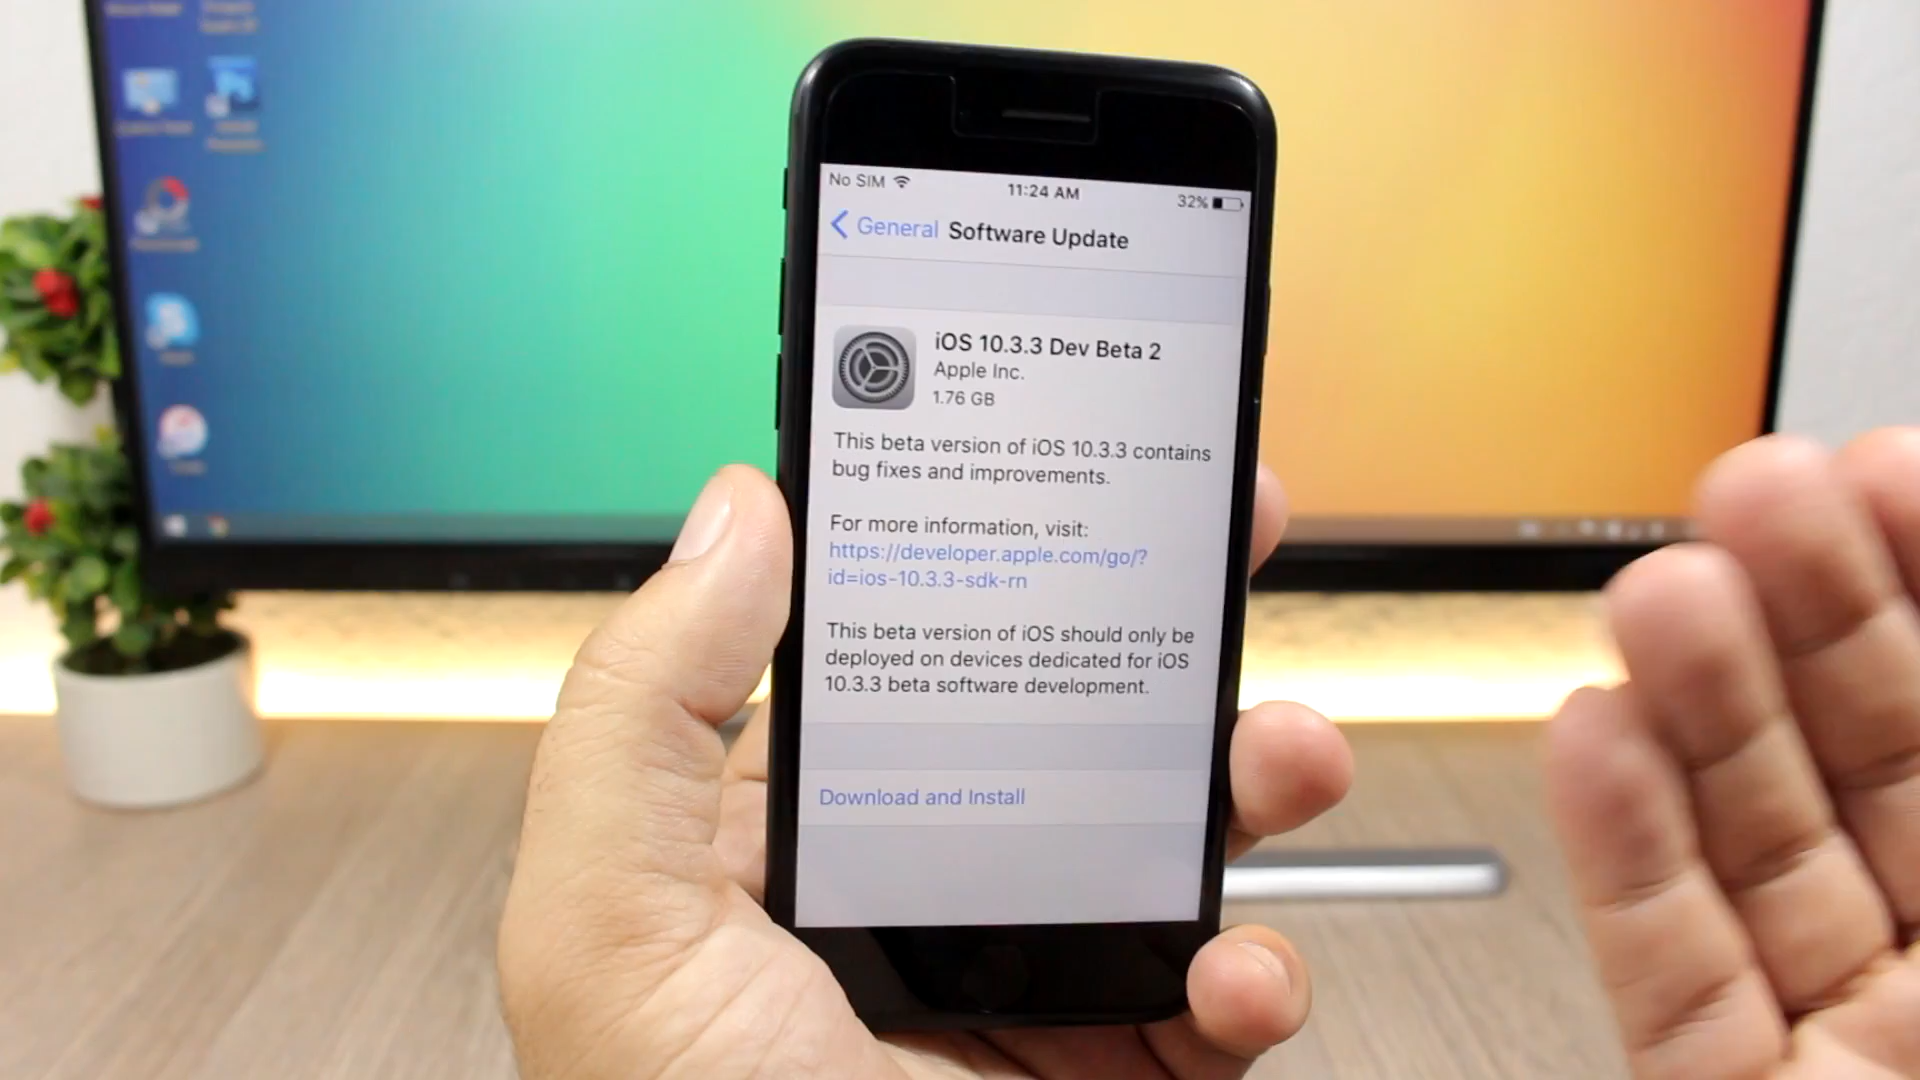 No SIM 11:24 AM 32%
General Software Update
iOS 10.3.3 Dev Beta 2
Apple Inc.
1.76 GB
This beta version of iOS 10.3.3 contains
bug fixes and improvements.
For more information, visit:
https://developer.apple.com/go/?
id=ios-10.3.3-sdk-rn
This beta version of iOS should only be
deployed on devices dedicated for iOS
10.3.3 beta software development.
Download and Install